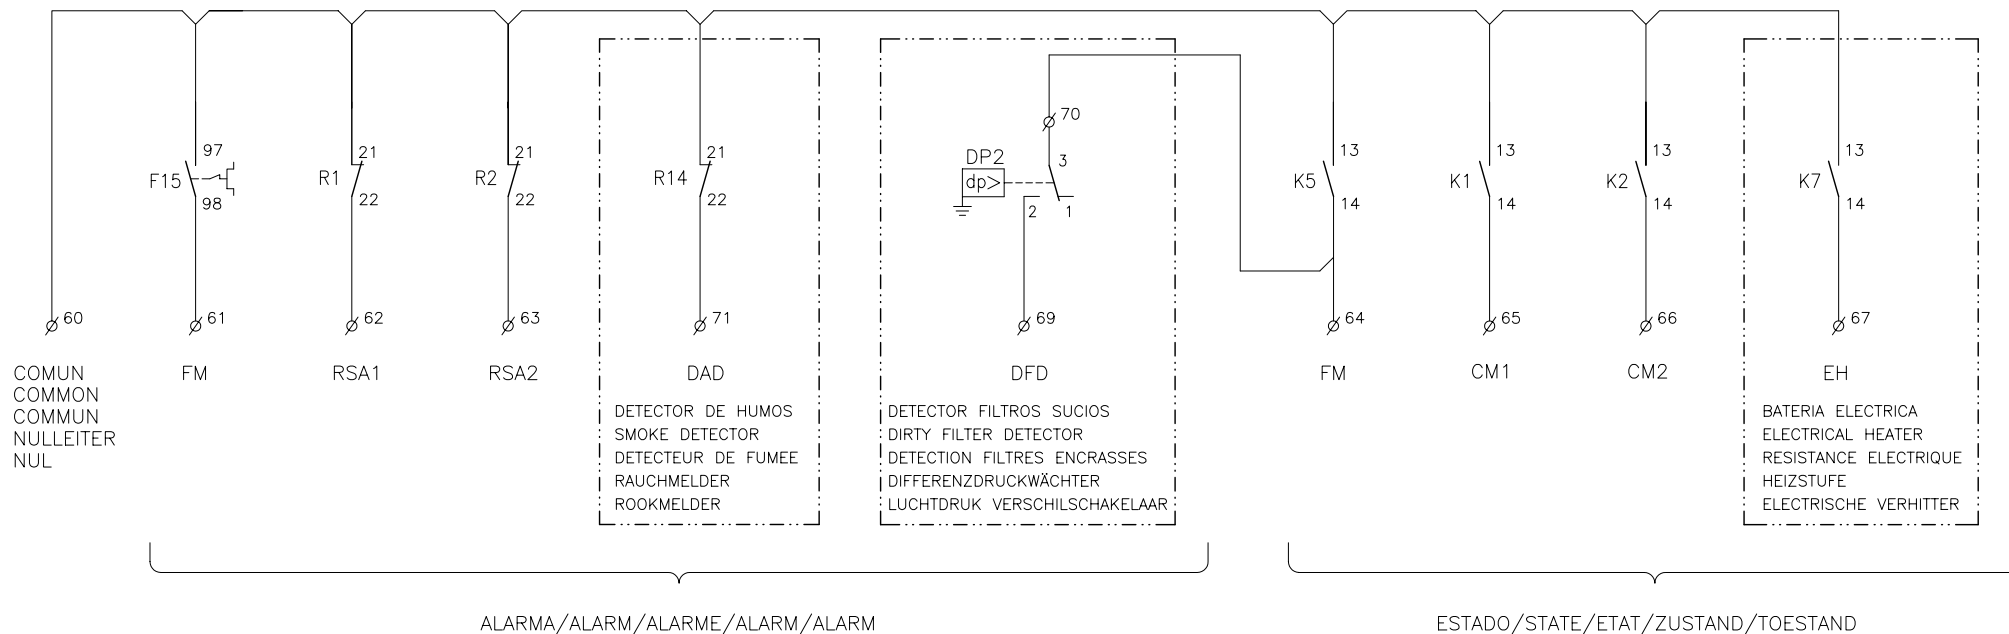 97
F15
98
21
R1
22
21
R2
22
21
R14
22
70
DP2
dp>
3
2
1
13
K5
14
13
K1
14
13
K2
14
13
K7
14
60
61
62
63
71
69
64
65
66
67
COMUN
COMMON
COMMUN
NULLEITER
NUL
FM
RSA1
RSA2
DAD
DETECTOR DE HUMOS
SMOKE DETECTOR
DETECTEUR DE FUMEE
RAUCHMELDER
ROOKMELDER
DFD
DETECTOR FILTROS SUCIOS
DIRTY FILTER DETECTOR
DETECTION FILTRES ENCRASSES
DIFFERENZDRUCKWÄCHTER
LUCHTDRUK VERSCHILSCHAKELAAR
FM
CM1
CM2
EH
BATERIA ELECTRICA
ELECTRICAL HEATER
RESISTANCE ELECTRIQUE
HEIZSTUFE
ELECTRISCHE VERHITTER
ALARMA/ALARM/ALARME/ALARM/ALARM
ESTADO/STATE/ETAT/ZUSTAND/TOESTAND